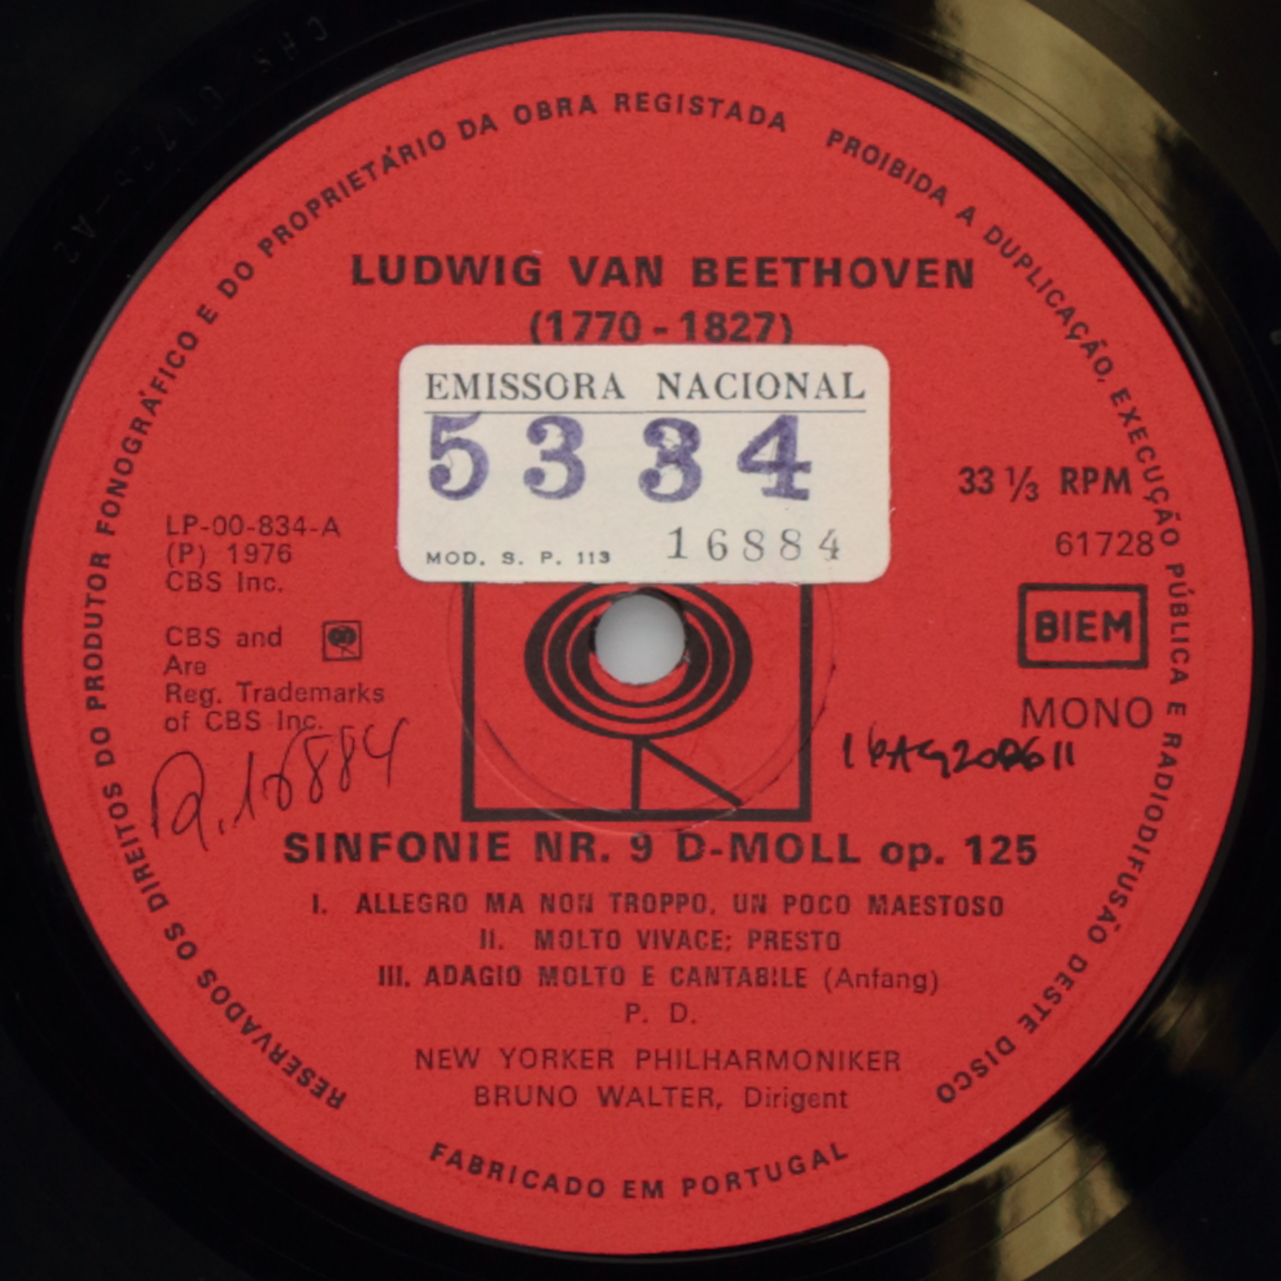 RESERVADOS OS DIREITOS DO PRODUTOR FONOGRÁFICO E DO PROPRIETÁRIO DA OBRA REGISTADA PROIBIDA A DUPLICAÇÃO, EXECUÇÃO PÚBLICA E RADIODIFUSÃO DESTE DISCO
LUDWIG VAN BEETHOVEN
(1770-1827)
EMISSORA NACIONAL
5334
MOD. S. P. 113 16884
33 1/3 RPM
61728
BIEM
MONO
LP-00-834-A
(P) 1976
CBS Inc.
CBS and
Are
Reg. Trademarks
of CBS Inc.
R.16884
SINFONIE NR. 9 D-MOLL op. 125
I. ALLEGRO MA NON TROPPO, UN POCO MAESTOSO
II. MOLTO VIVACE; PRESTO
III. ADAGIO MOLTO E CANTABILE (Anfang)
P. D.
NEW YORKER PHILHARMONIKER
BRUNO WALTER, Dirigent
FABRICADO EM PORTUGAL